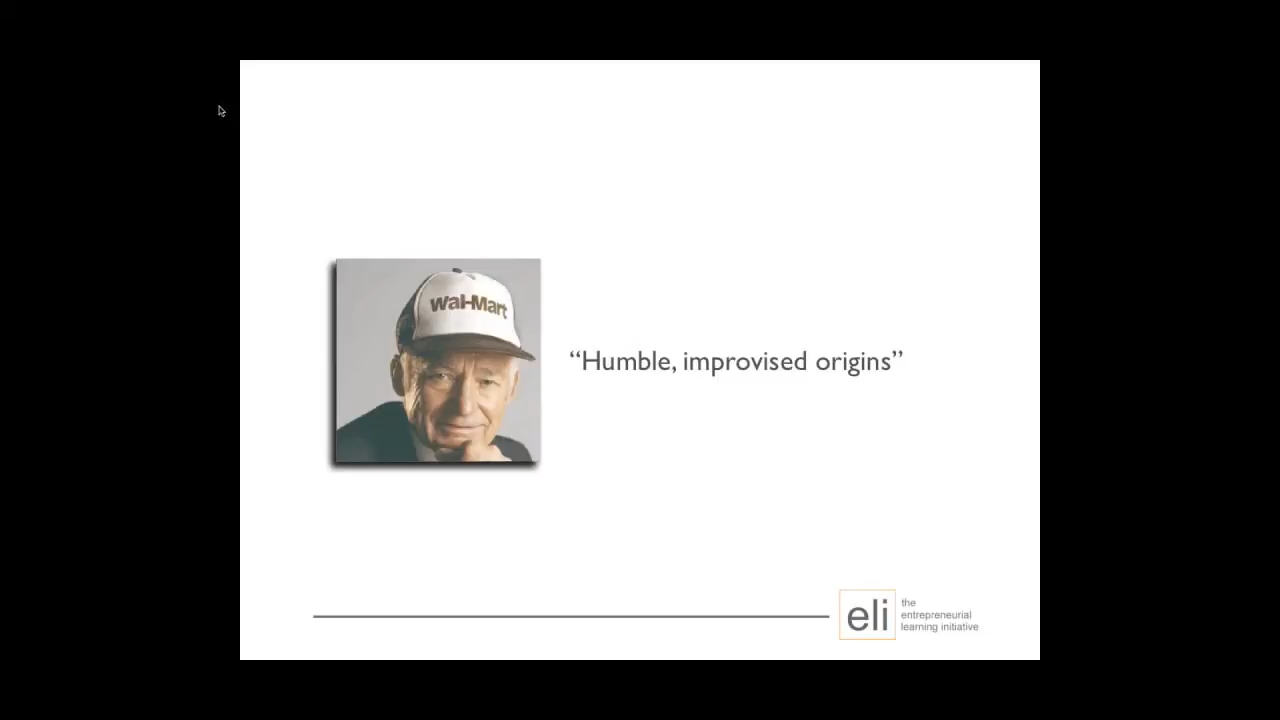 Wal-Mart
“Humble, improvised origins”
eli
the
entrepreneurial
learning initiative